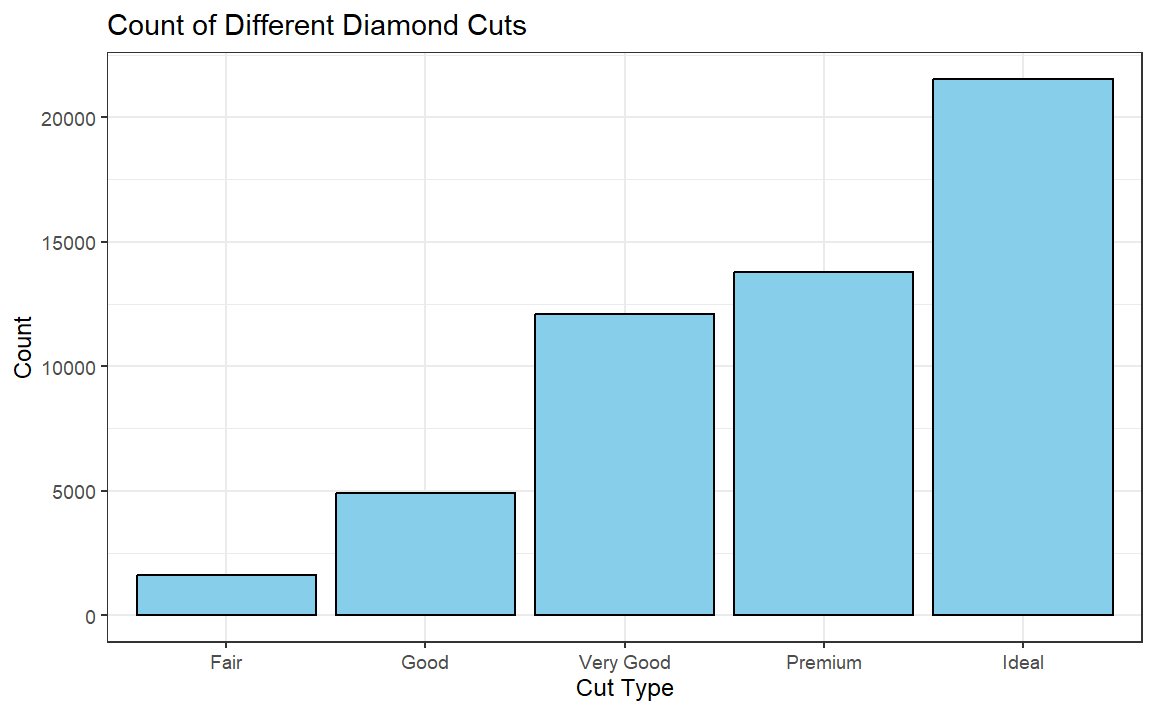 Count of Different Diamond Cuts
20000
15000
10000
5000
0
Count
Fair Good Very Good Premium Ideal
Cut Type